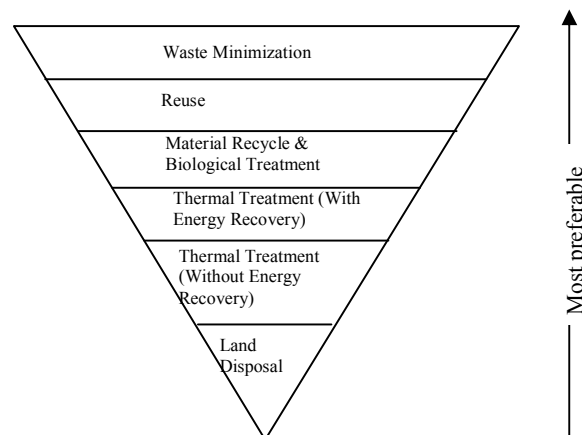 Waste Minimization
Reuse
Material Recycle &
Biological Treatment
Thermal Treatment (With
Energy Recovery)
Thermal Treatment
(Without Energy
Recovery)
Land
Disposal
Most preferable